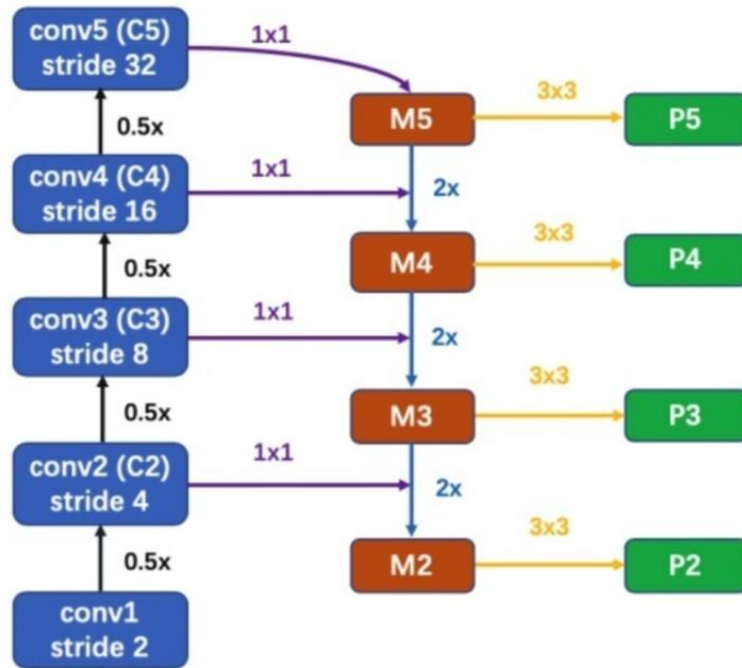 conv5 (C5)
stride 32
1x1
M5
3x3
P5
0.5x
conv4 (C4)
stride 16
1x1
2x
M4
3x3
P4
0.5x
conv3 (C3)
stride 8
1x1
2x
M3
3x3
P3
0.5x
conv2 (C2)
stride 4
1x1
2x
M2
3x3
P2
0.5x
conv1
stride 2